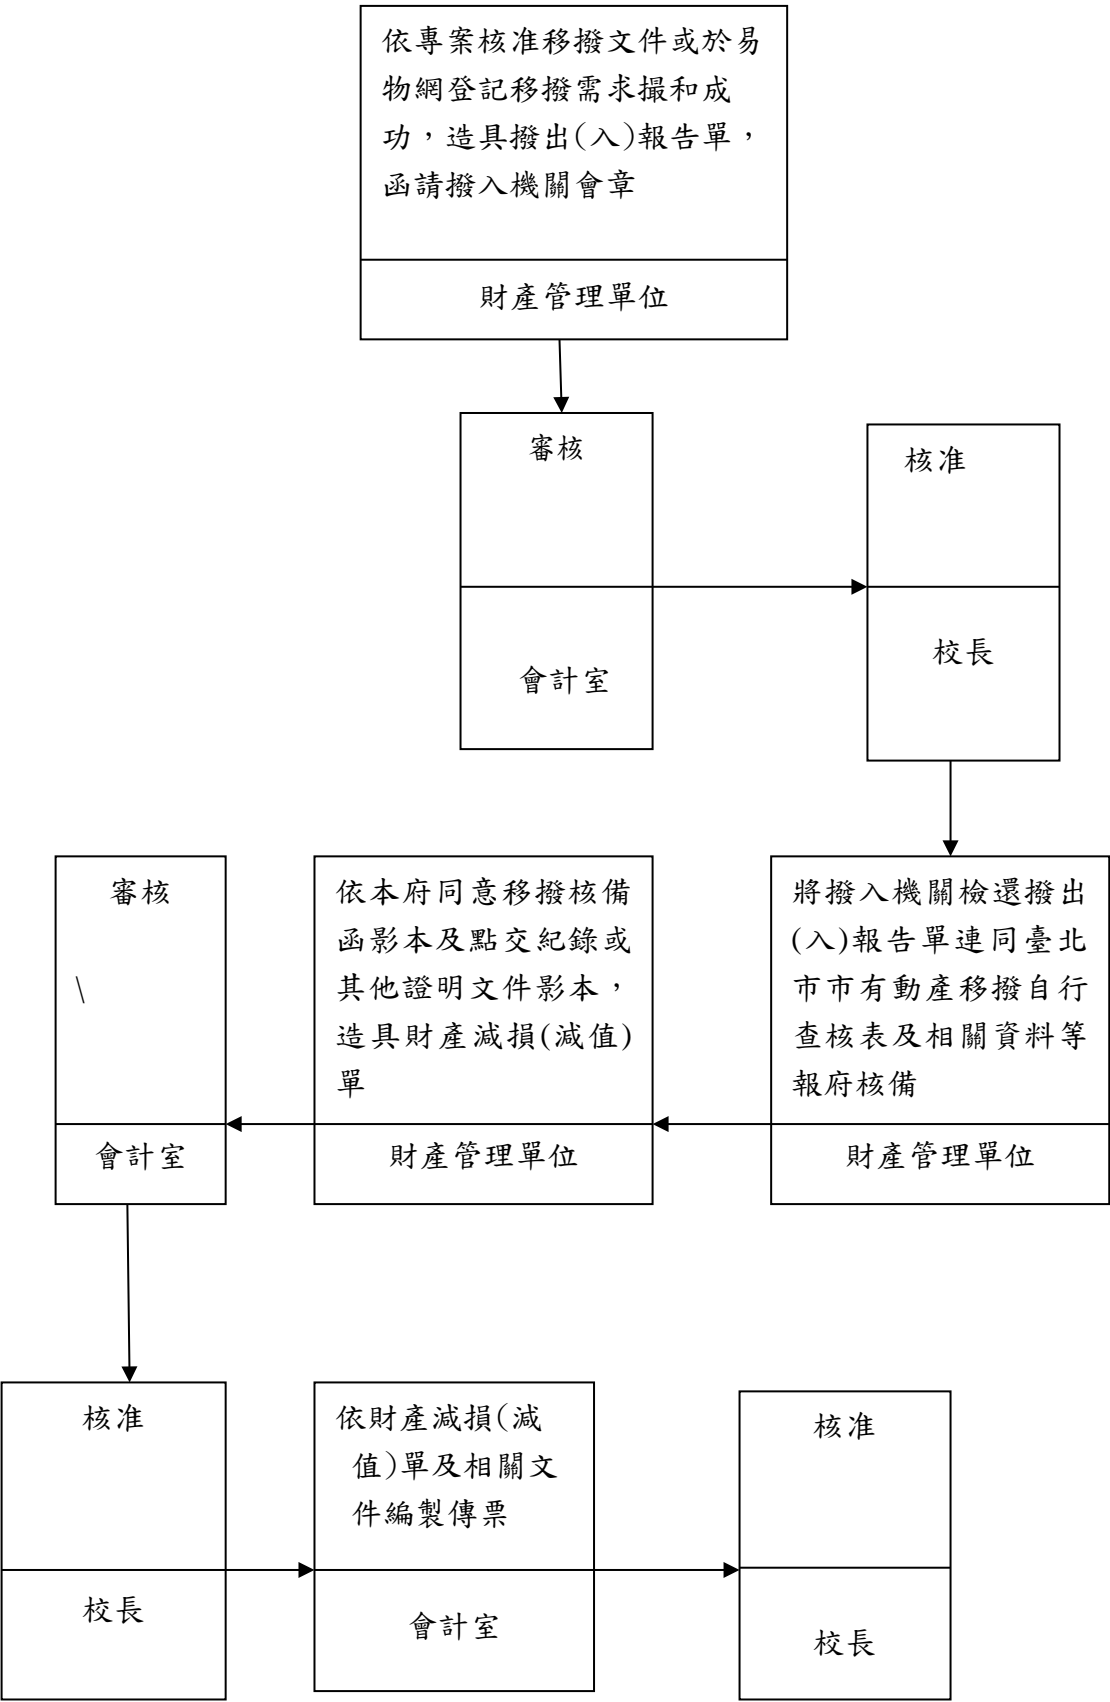 依專案核准移撥文件或於易
物網登記移撥需求撮和成
功，造具撥出(入)報告單，
函請撥入機關會章
財產管理單位
審核
會計室
核准
校長
將撥入機關檢還撥出
(入)報告單連同臺北
市市有動產移撥自行
查核表及相關資料等
報府核備
財產管理單位
依本府同意移撥核備
函影本及點交紀錄或
其他證明文件影本，
造具財產減損(減值)
單
財產管理單位
審核
\
會計室
核准
校長
依財產減損(減
值)單及相關文
件編製傳票
會計室
核准
校長